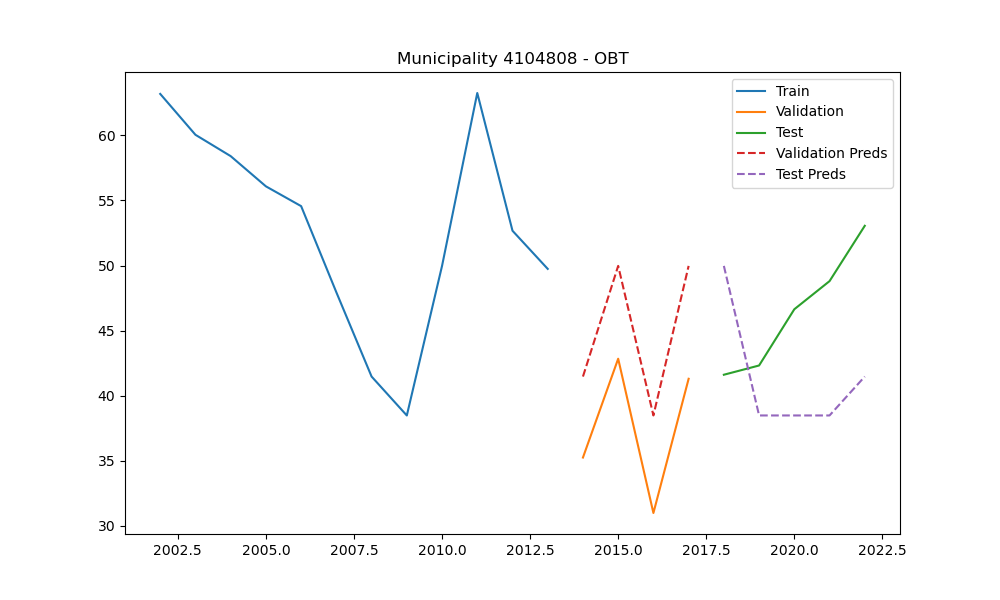 Municipality 4104808 - OBT
Train
Validation
Test
Validation Preds
Test Preds
60
55
50
45
40
35
30
2002.5 2005.0 2007.5 2010.0 2012.5 2015.0 2017.5 2020.0 2022.5